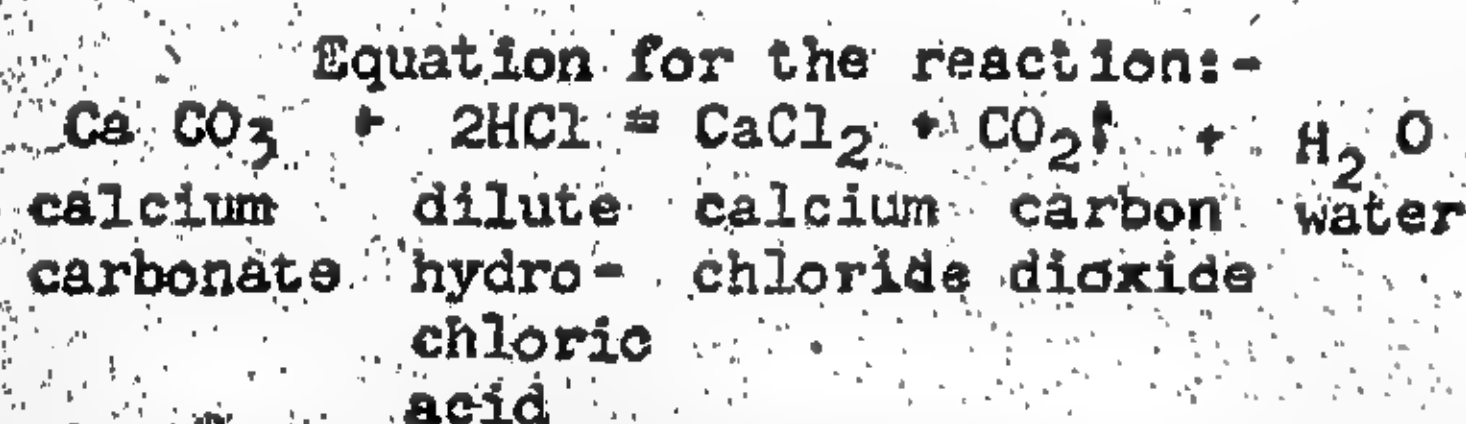 Equation for the reaction:-
Ca CO3 + 2HCl = CaCl2 + CO2↑ + H2 O
calcium dilute calcium carbon water
carbonate hydro- chloride dioxide
chloric
acid